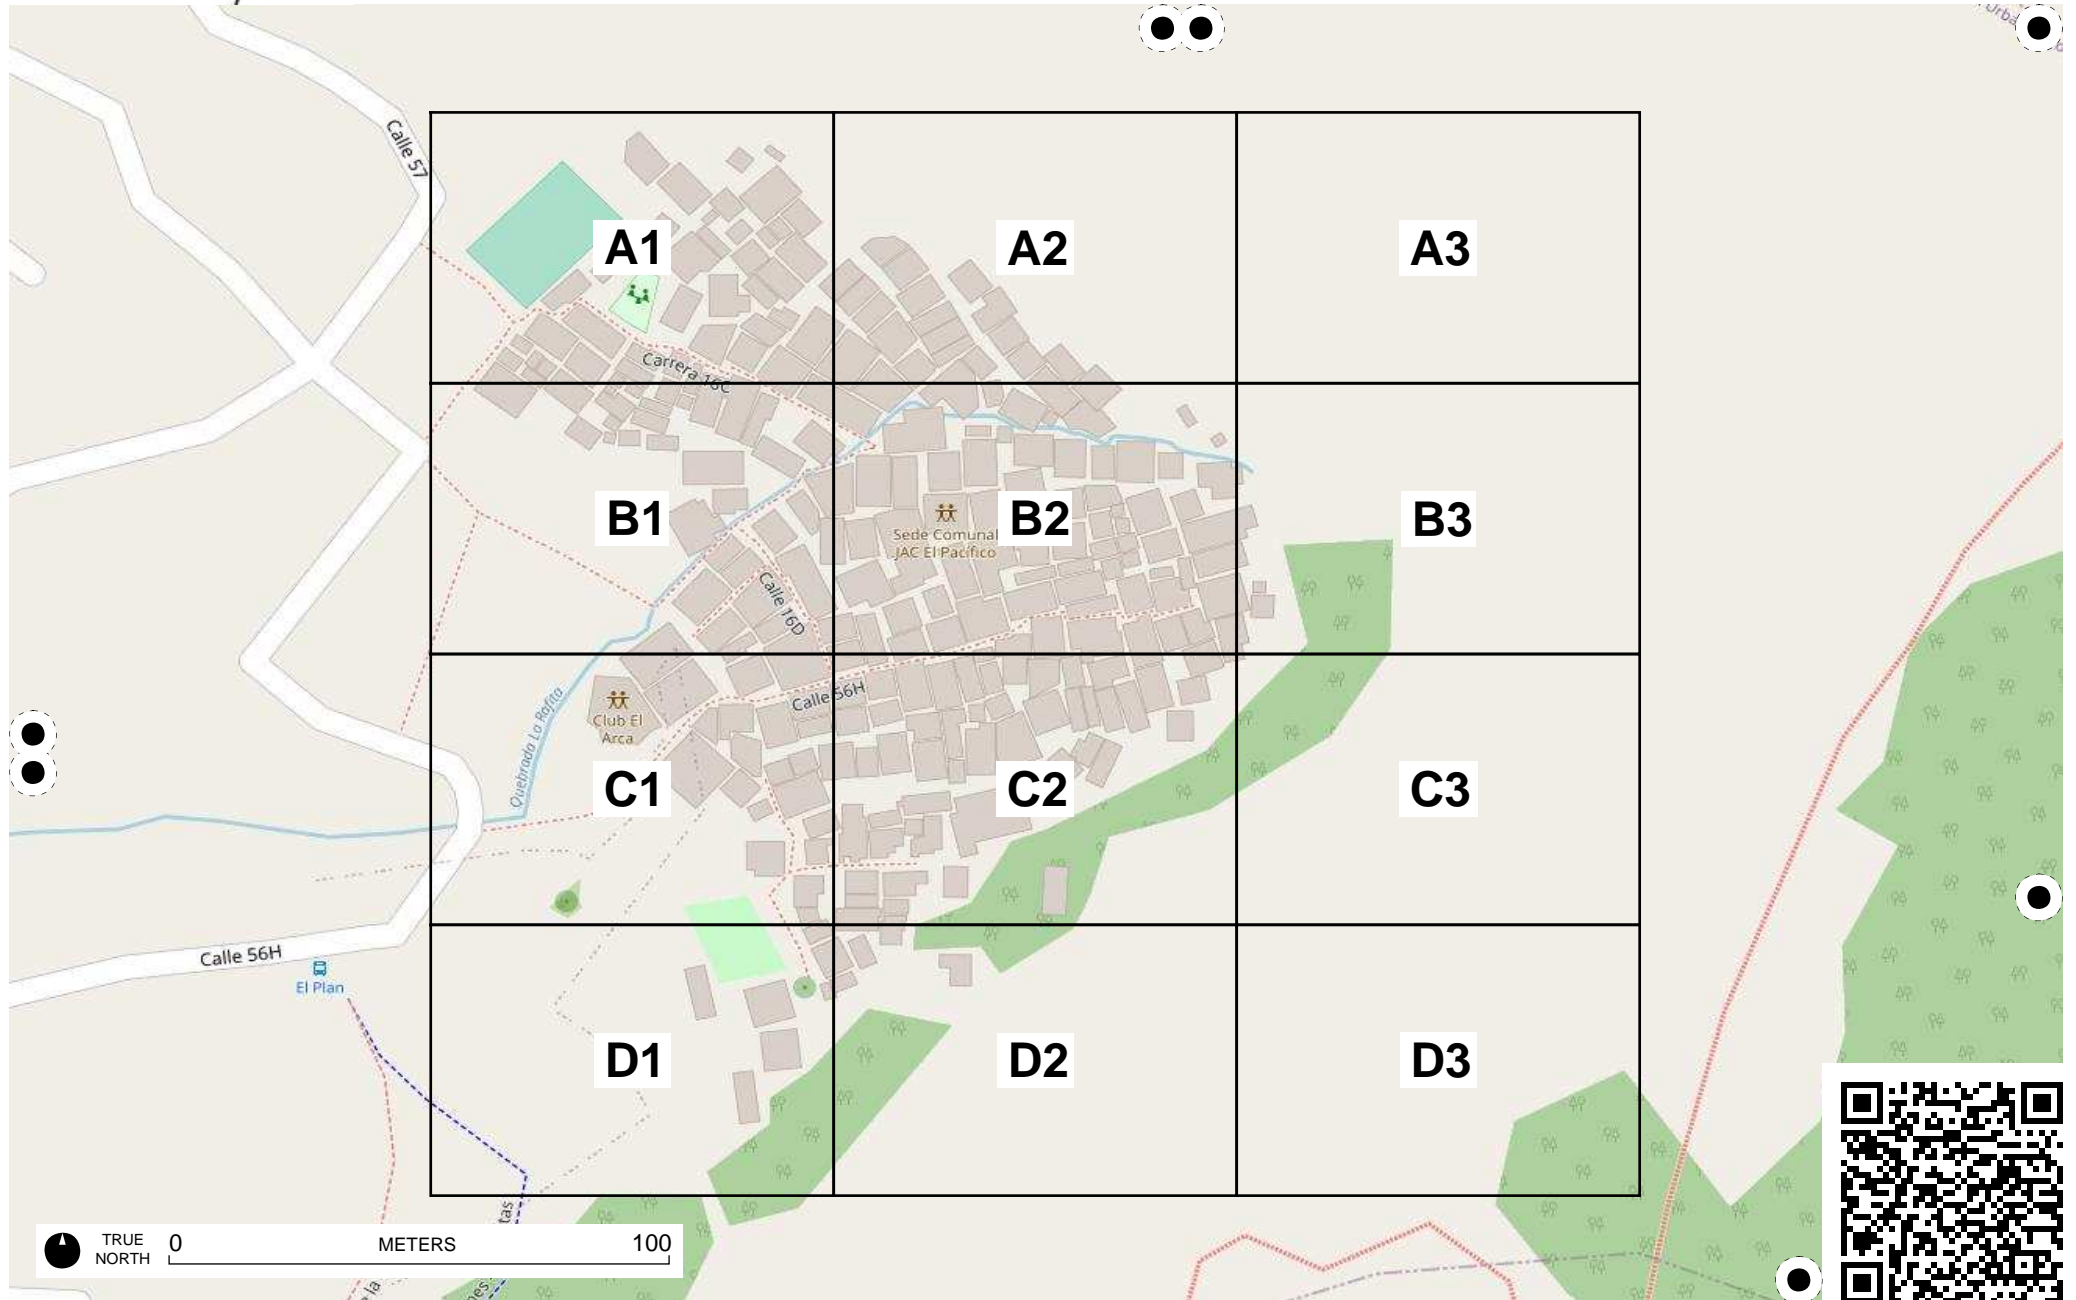 Calle 57
A1
A2
A3
Carrera 16C
B1
B2
B3
Sede Comunal
JAC El Pacífico
Calle 16D
Calle 56H
Club El
Arca
Quebrada La Rafita
C1
C2
C3
Calle 56H
El Plan
D1
D2
D3
TRUE
NORTH
0
METERS
100